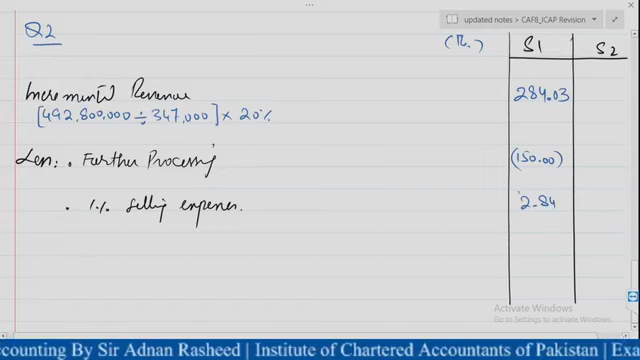 updated notes > CAF8_ICAP Revision
Q2
(Rs.) S1 S2
Incremental Revenue 284.03
[492,800,000 ÷ 347,000] × 20%
Less: • Further Processing (150.00)
• 1% Selling expenses. 2.84
Activate Windows
Go to Settings to activate Windows.
ccounting By Sir Adnan Rasheed | Institute of Chartered Accountants of Pakistan | Exa